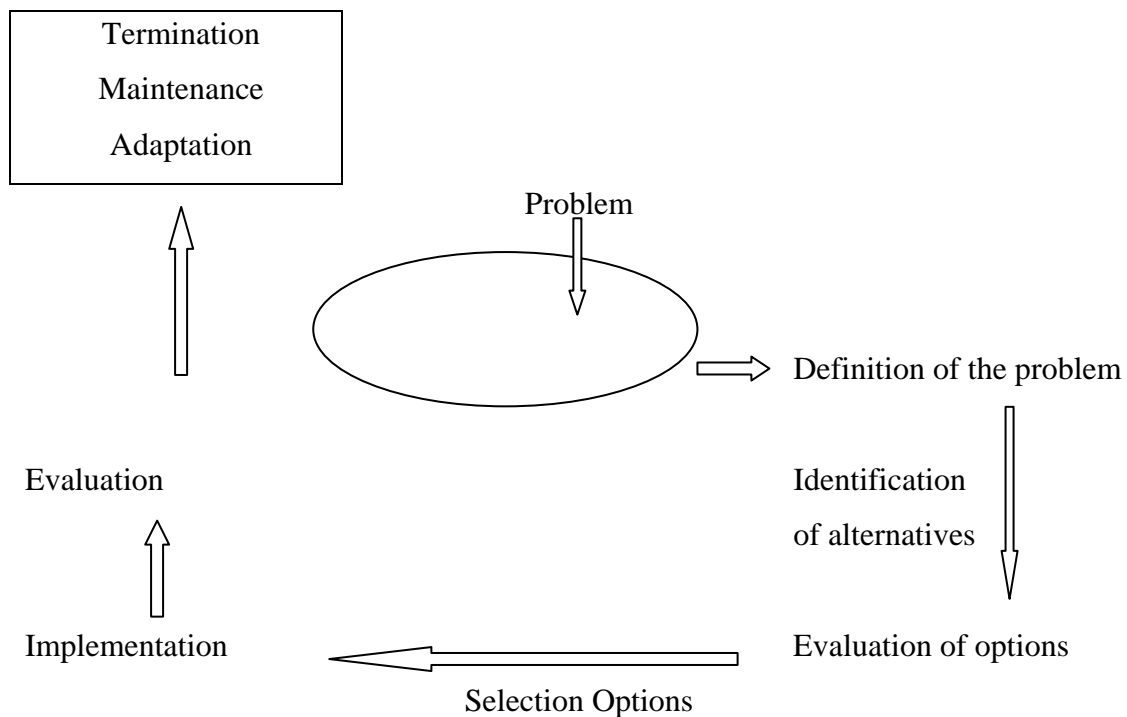 Termination
Maintenance
Adaptation
Problem
Definition of the problem
Identification
of alternatives
Evaluation of options
Selection Options
Implementation
Evaluation